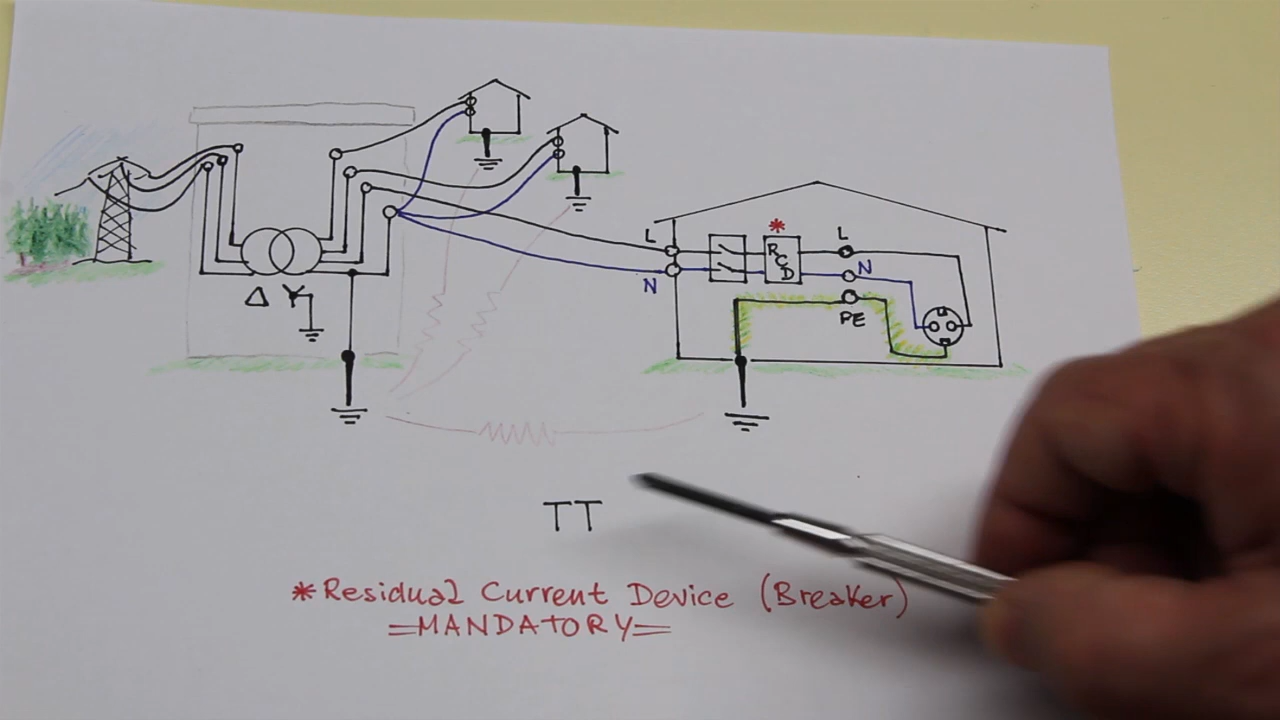 L
N
RCD
L
N
PE
Δ Y
TT
*Residual Current Device (Breaker)
=MANDATORY=